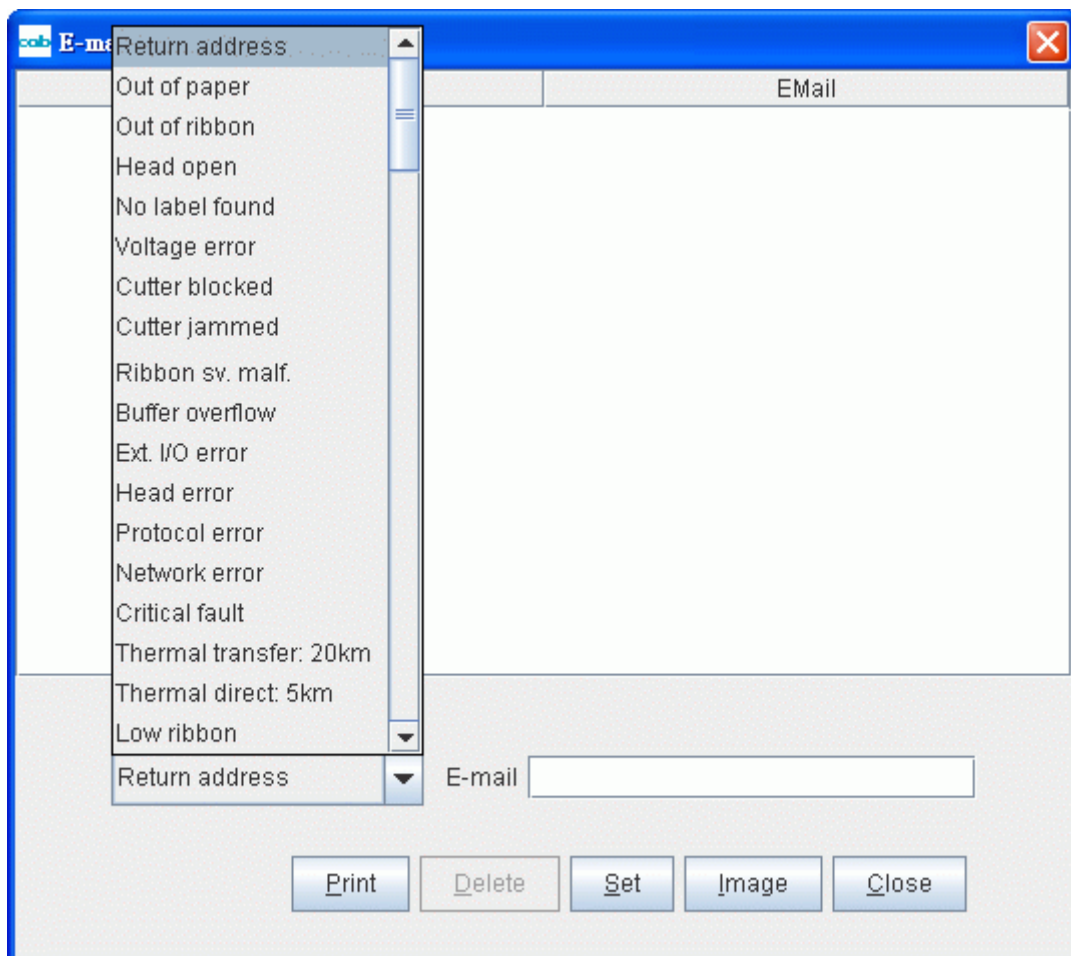 cab E-ma
EMail
Return address
Out of paper
Out of ribbon
Head open
No label found
Voltage error
Cutter blocked
Cutter jammed
Ribbon sv. malf.
Buffer overflow
Ext. I/O error
Head error
Protocol error
Network error
Critical fault
Thermal transfer: 20km
Thermal direct: 5km
Low ribbon
Return address E-mail
Print Delete Set Image Close